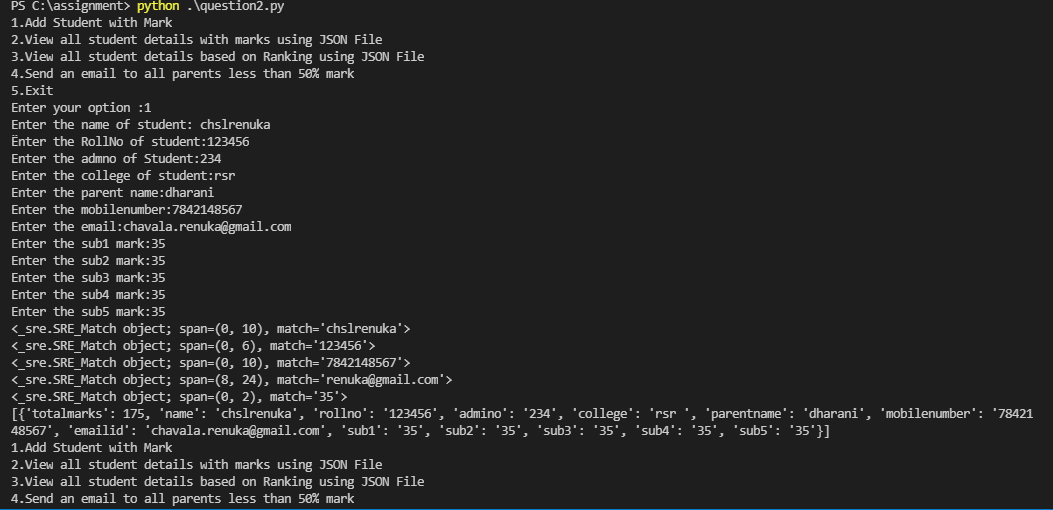 PS C:\assignment> python .\question2.py
1.Add Student with Mark
2.View all student details with marks using JSON File
3.View all student details based on Ranking using JSON File
4.Send an email to all parents less than 50% mark
5.Exit
Enter your option :1
Enter the name of student: chslrenuka
Enter the RollNo of student:123456
Enter the admno of Student:234
Enter the college of student:rsr
Enter the parent name:dharani
Enter the mobilenumber:7842148567
Enter the email:chavala.renuka@gmail.com
Enter the sub1 mark:35
Enter the sub2 mark:35
Enter the sub3 mark:35
Enter the sub4 mark:35
Enter the sub5 mark:35
<_sre.SRE_Match object; span=(0, 10), match='chslrenuka'>
<_sre.SRE_Match object; span=(0, 6), match='123456'>
<_sre.SRE_Match object; span=(0, 10), match='7842148567'>
<_sre.SRE_Match object; span=(8, 24), match='renuka@gmail.com'>
<_sre.SRE_Match object; span=(0, 2), match='35'>
[{'totalmarks': 175, 'name': 'chslrenuka', 'rollno': '123456', 'admino': '234', 'college': 'rsr ', 'parentname': 'dharani', 'mobilenumber': '78421
48567', 'emailid': 'chavala.renuka@gmail.com', 'sub1': '35', 'sub2': '35', 'sub3': '35', 'sub4': '35', 'sub5': '35'}]
1.Add Student with Mark
2.View all student details with marks using JSON File
3.View all student details based on Ranking using JSON File
4.Send an email to all parents less than 50% mark